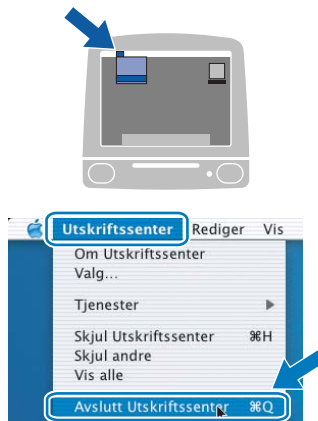 Utskriftssenter Rediger Vis
Om Utskriftssenter
Valg...
Tjenester
Skjul Utskriftssenter ⌘H
Skjul andre
Vis alle
Avslutt Utskriftssenter ⌘Q